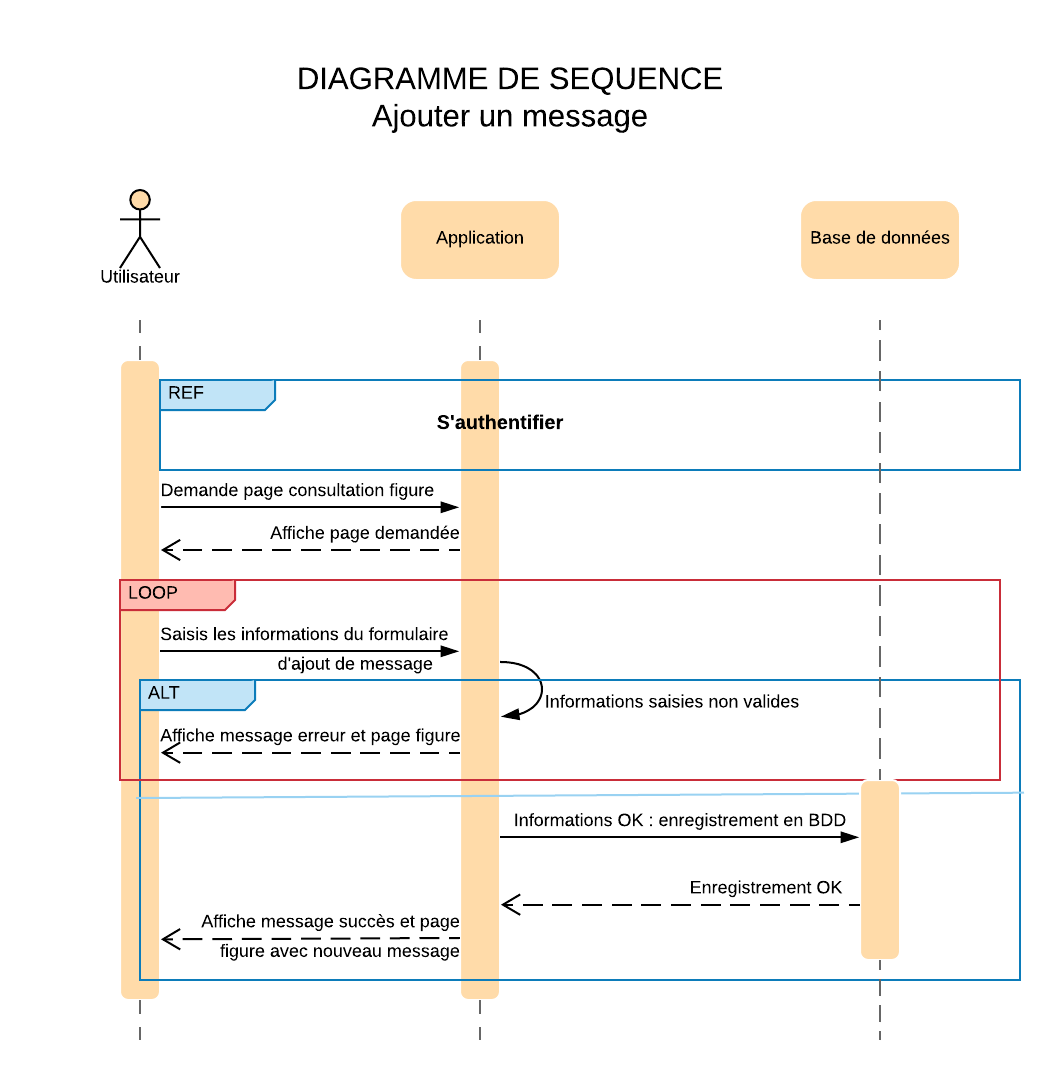 DIAGRAMME DE SEQUENCE
Ajouter un message
Utilisateur
Application
Base de données
REF
S'authentifier
Demande page consultation figure
Affiche page demandée
LOOP
Saisis les informations du formulaire
d'ajout de message
ALT
Informations saisies non valides
Affiche message erreur et page figure
Informations OK : enregistrement en BDD
Enregistrement OK
Affiche message succès et page
figure avec nouveau message